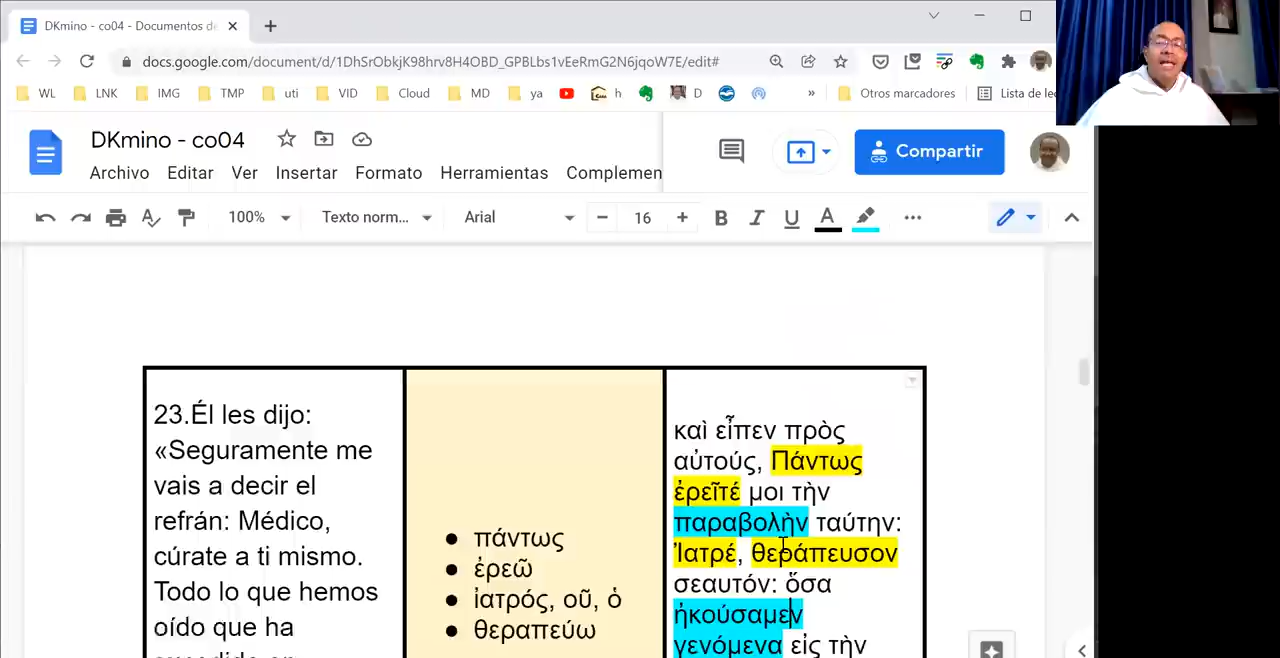 DKmino - co04 - Documentos de
docs.google.com/document/d/1DhSrObkjK98hrv8H4OBD_GPBLbs1vEeRmG2N6jqoW7E/edit#
WL LNK IMG TMP uti VID Cloud MD ya h D » Otros marcadores Lista de lec
DKmino - co04
Compartir
Archivo Editar Ver Insertar Formato Herramientas Complemen
100% Texto norm... Arial − 16 + B I U A
23.Él les dijo:
«Seguramente me
vais a decir el
refrán: Médico,
cúrate a ti mismo.
Todo lo que hemos
oído que ha
● πάντως
● ἐρεῶ
● ἰατρός, οῦ, ὁ
● θεραπεύω
καὶ εἶπεν πρὸς
αὐτούς, Πάντως
ἐρεῖτέ μοι τὴν
παραβολὴν ταύτην:
Ἰατρέ, θεράπευσον
σεαυτόν: ὅσα
ἠκούσαμεν
γενόμενα εἰς τὴν